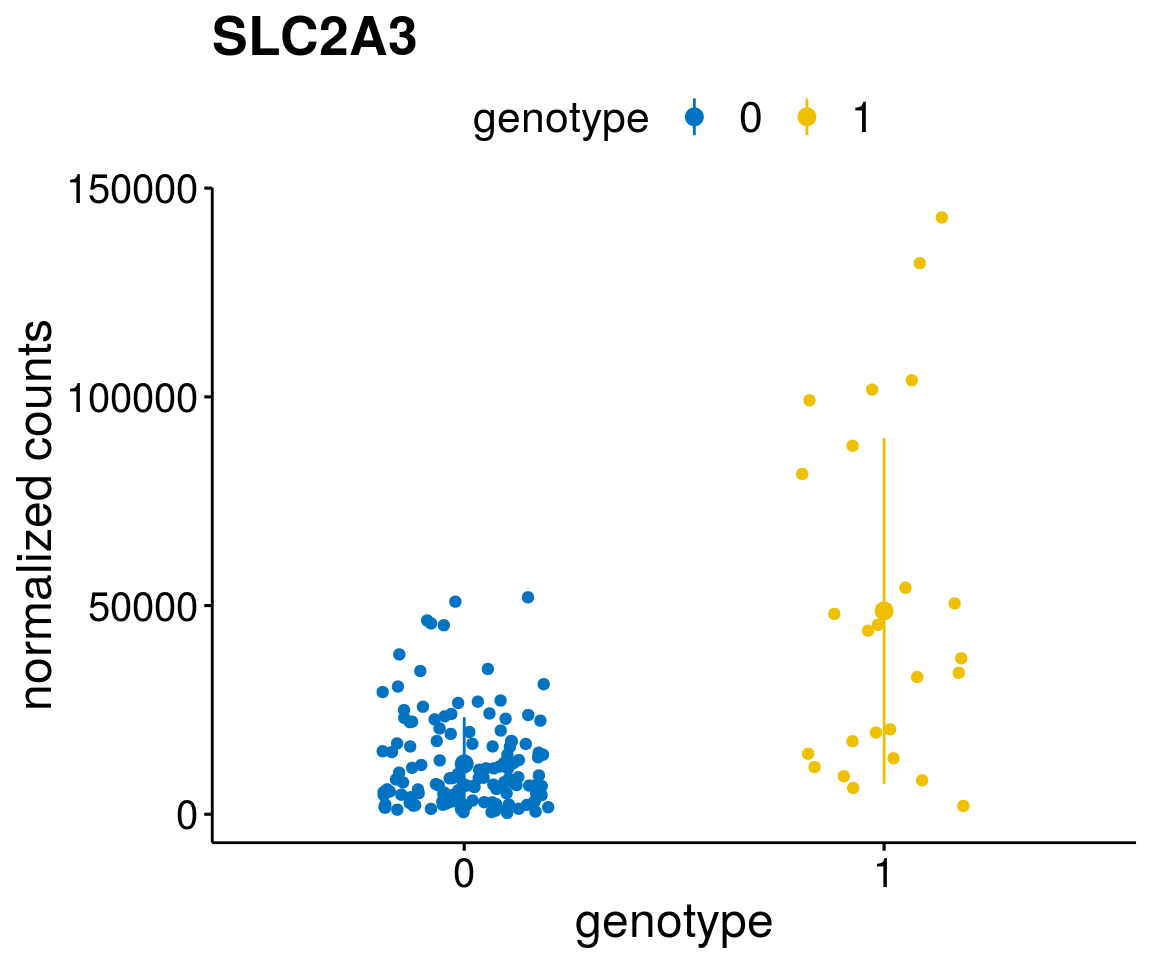 SLC2A3
genotype 0 1
150000
100000
50000
0
normalized counts
0 1
genotype